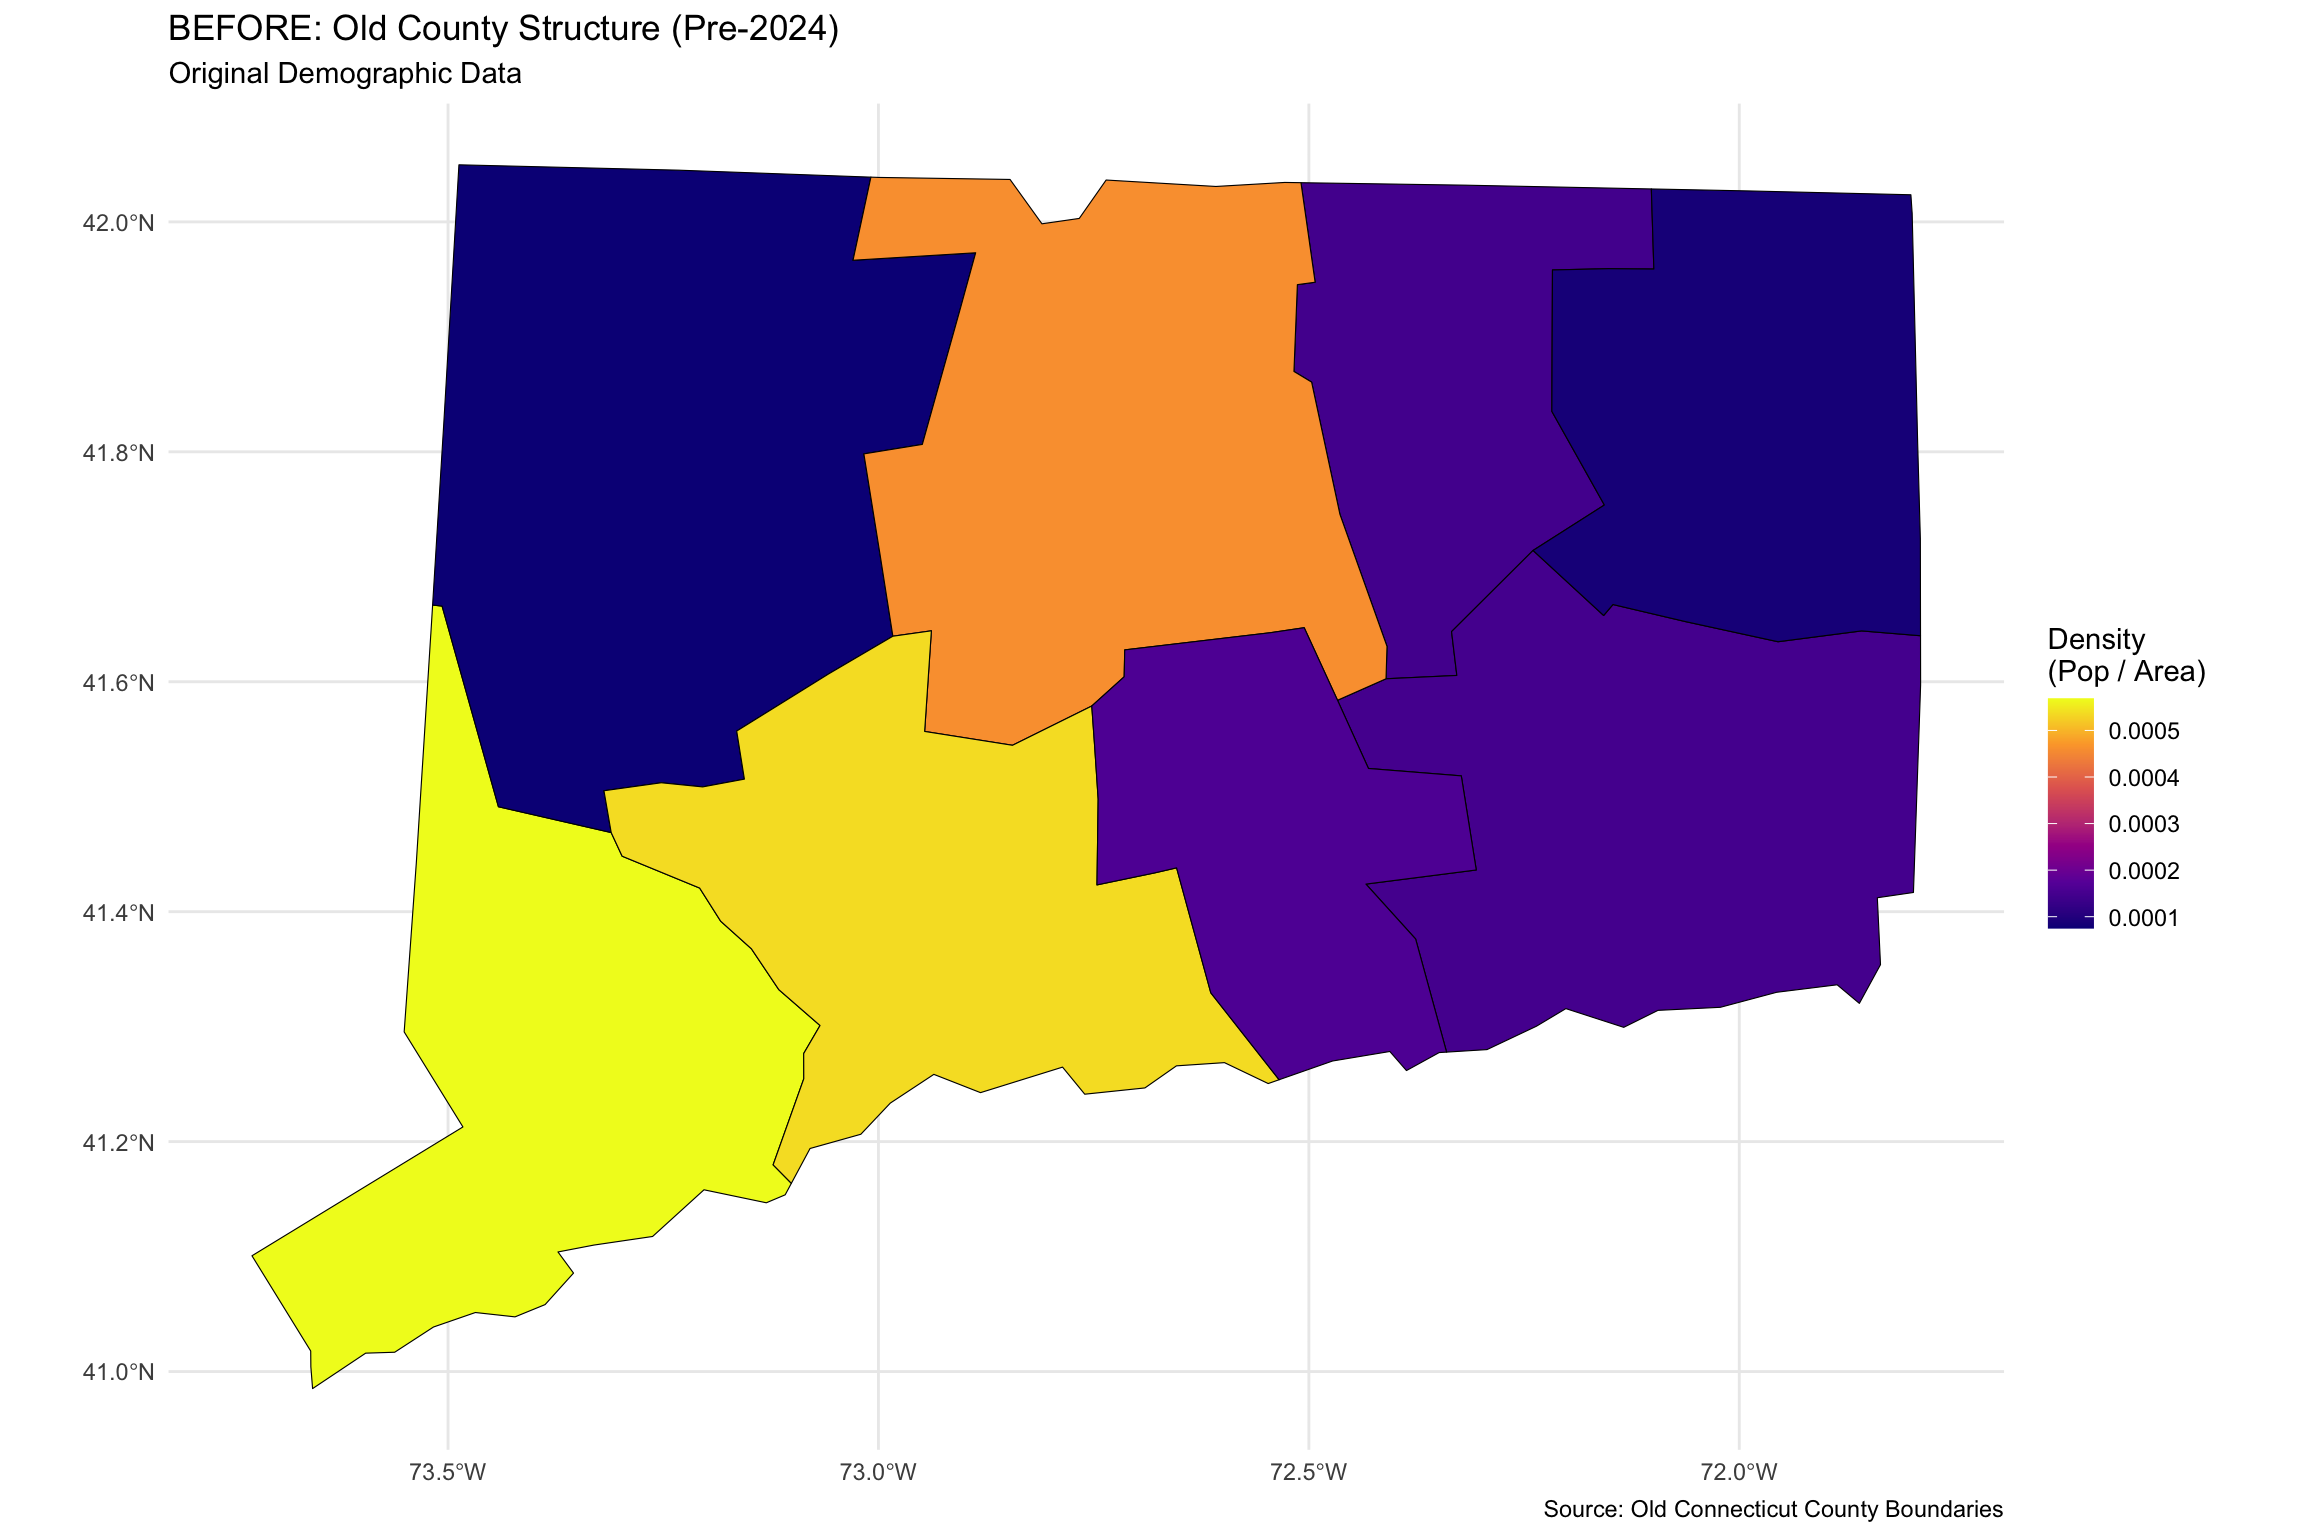 BEFORE: Old County Structure (Pre-2024)
Original Demographic Data
42.0°N
41.8°N
41.6°N
41.4°N
41.2°N
41.0°N
73.5°W
73.0°W
72.5°W
72.0°W
Density
(Pop / Area)
0.0005
0.0004
0.0003
0.0002
0.0001
Source: Old Connecticut County Boundaries